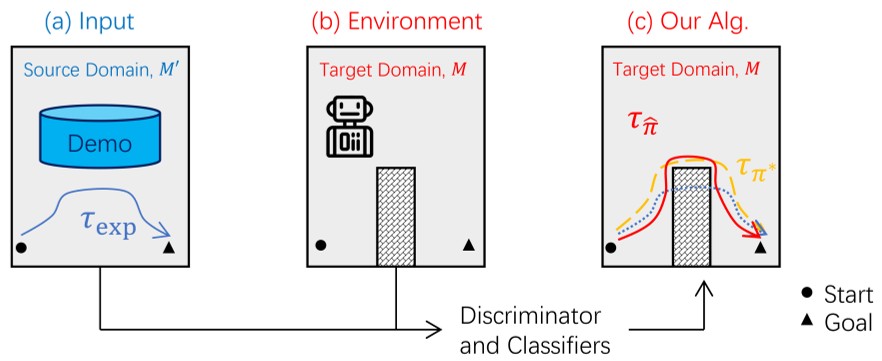 (a) Input
Source Domain, M′
Demo
τ_exp
(b) Environment
Target Domain, M
Oii
(c) Our Alg.
Target Domain, M
τ_π̂
τ_π*
Discriminator
and Classifiers
Start
Goal